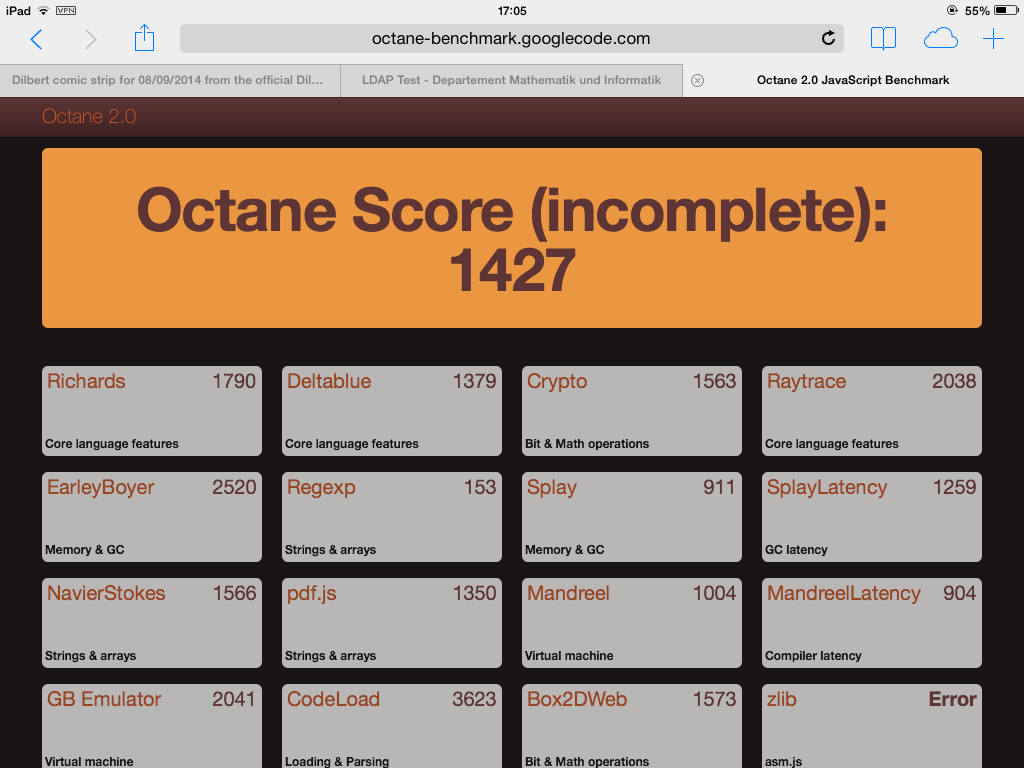 iPad VPN 17:05 55%
octane-benchmark.googlecode.com
Dilbert comic strip for 08/09/2014 from the official Dil... LDAP Test - Departement Mathematik und Informatik Octane 2.0 JavaScript Benchmark
Octane 2.0
Octane Score (incomplete):
1427
Richards 1790 Deltablue 1379 Crypto 1563 Raytrace 2038
Core language features Core language features Bit & Math operations Core language features
EarleyBoyer 2520 Regexp 153 Splay 911 SplayLatency 1259
Memory & GC Strings & arrays Memory & GC GC latency
NavierStokes 1566 pdf.js 1350 Mandreel 1004 MandreelLatency 904
Strings & arrays Strings & arrays Virtual machine Compiler latency
GB Emulator 2041 CodeLoad 3623 Box2DWeb 1573 zlib Error
Virtual machine Loading & Parsing Bit & Math operations asm.js